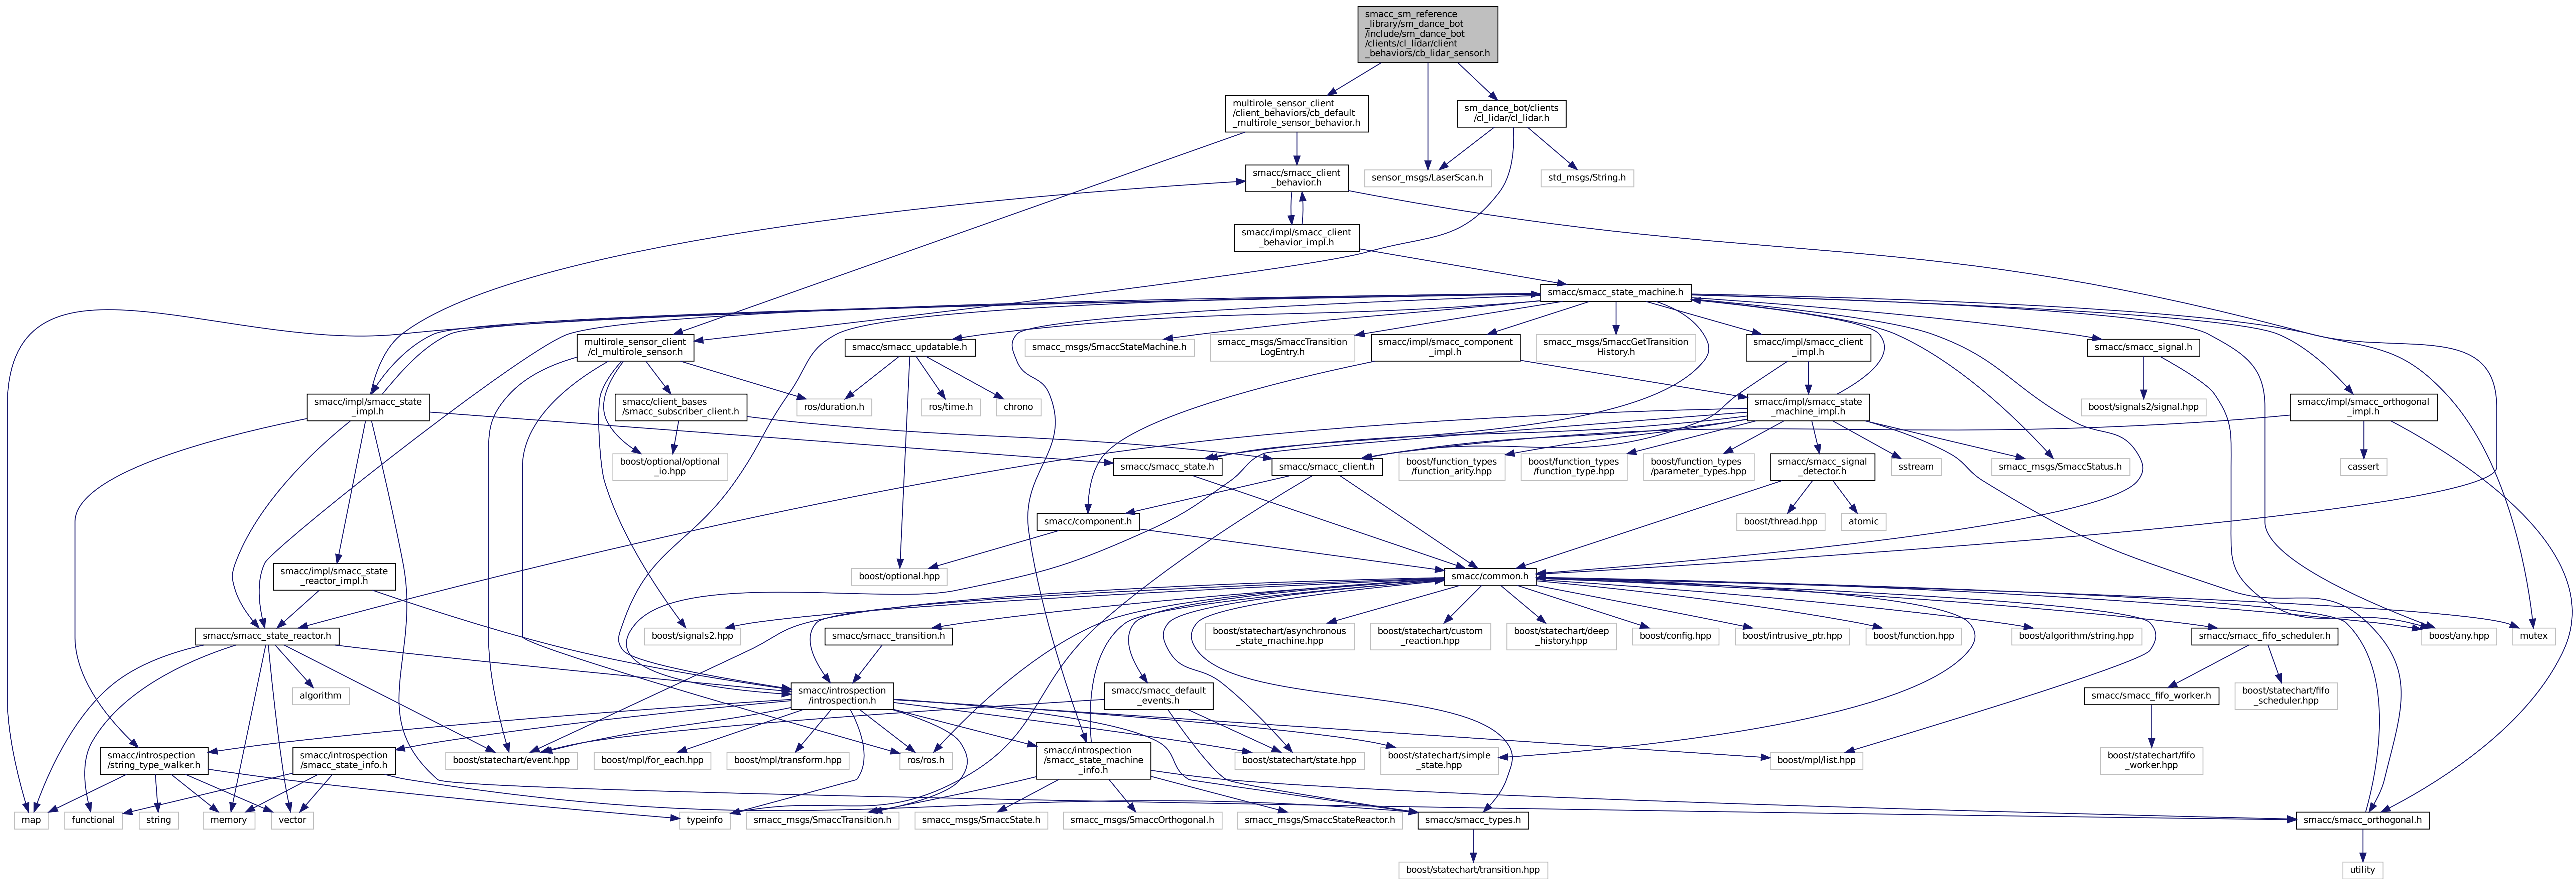 smacc_sm_reference
_library/sm_dance_bot
/include/sm_dance_bot
/clients/cl_lidar/client
_behaviors/cb_lidar_sensor.h
multirole_sensor_client
/client_behaviors/cb_default
_multirole_sensor_behavior.h
sm_dance_bot/clients
/cl_lidar/cl_lidar.h
smacc/smacc_client
_behavior.h
sensor_msgs/LaserScan.h
std_msgs/String.h
smacc/impl/smacc_client
_behavior_impl.h
smacc/smacc_state_machine.h
multirole_sensor_client
/cl_multirole_sensor.h
smacc/smacc_updatable.h
smacc_msgs/SmaccStateMachine.h
smacc_msgs/SmaccTransition
LogEntry.h
smacc/impl/smacc_component
_impl.h
smacc_msgs/SmaccGetTransition
History.h
smacc/impl/smacc_client
_impl.h
smacc/smacc_signal.h
smacc/impl/smacc_state
_impl.h
smacc/client_bases
/smacc_subscriber_client.h
ros/duration.h
ros/time.h
chrono
smacc/impl/smacc_state
_machine_impl.h
boost/signals2/signal.hpp
smacc/impl/smacc_orthogonal
_impl.h
boost/optional/optional
_io.hpp
smacc/smacc_state.h
smacc/smacc_client.h
boost/function_types
/function_arity.hpp
boost/function_types
/function_type.hpp
boost/function_types
/parameter_types.hpp
smacc/smacc_signal
_detector.h
sstream
smacc_msgs/SmaccStatus.h
cassert
smacc/component.h
boost/thread.hpp
atomic
smacc/impl/smacc_state
_reactor_impl.h
boost/optional.hpp
smacc/common.h
smacc/smacc_state_reactor.h
boost/signals2.hpp
smacc/smacc_transition.h
boost/statechart/asynchronous
_state_machine.hpp
boost/statechart/custom
_reaction.hpp
boost/statechart/deep
_history.hpp
boost/config.hpp
boost/intrusive_ptr.hpp
boost/function.hpp
boost/algorithm/string.hpp
smacc/smacc_fifo_scheduler.h
boost/any.hpp
mutex
algorithm
smacc/introspection
/introspection.h
smacc/smacc_default
_events.h
smacc/smacc_fifo_worker.h
boost/statechart/fifo
_scheduler.hpp
smacc/introspection
/string_type_walker.h
smacc/introspection
/smacc_state_info.h
boost/statechart/event.hpp
boost/mpl/for_each.hpp
boost/mpl/transform.hpp
ros/ros.h
smacc/introspection
/smacc_state_machine
_info.h
boost/statechart/state.hpp
boost/statechart/simple
_state.hpp
boost/mpl/list.hpp
boost/statechart/fifo
_worker.hpp
map
functional
string
memory
vector
typeinfo
smacc_msgs/SmaccTransition.h
smacc_msgs/SmaccState.h
smacc_msgs/SmaccOrthogonal.h
smacc_msgs/SmaccStateReactor.h
smacc/smacc_types.h
smacc/smacc_orthogonal.h
boost/statechart/transition.hpp
utility